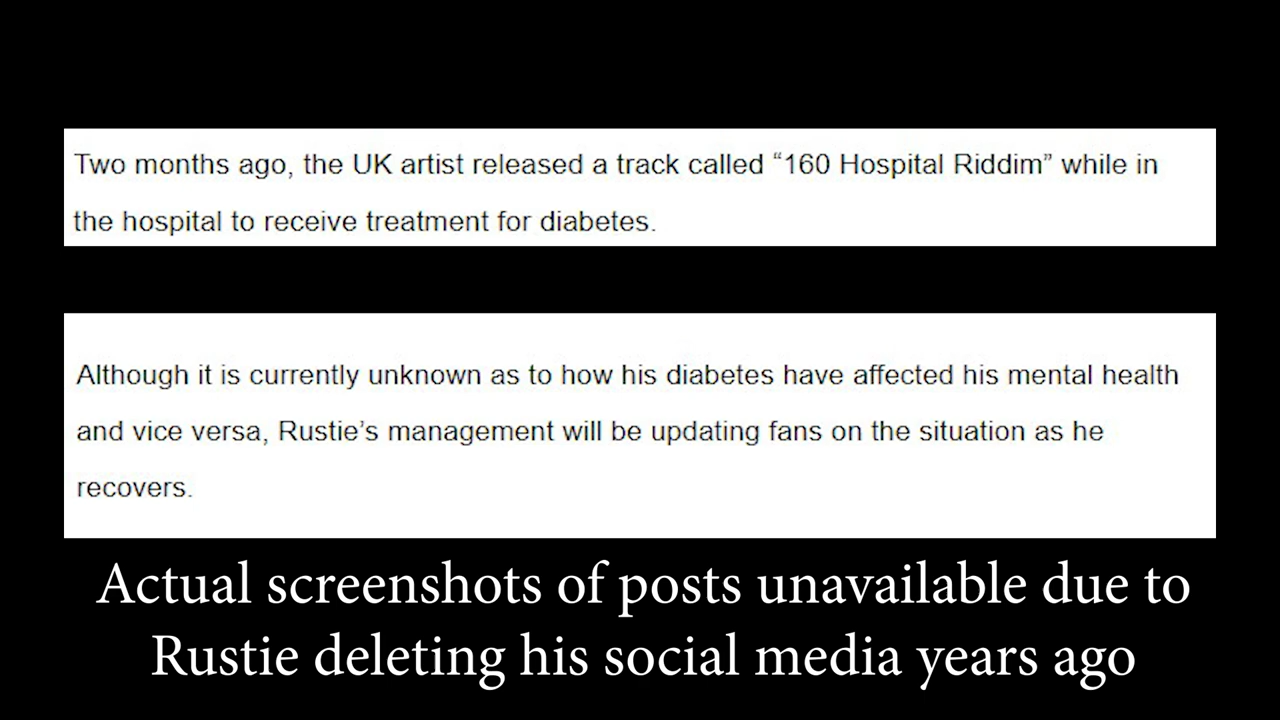 Two months ago, the UK artist released a track called “160 Hospital Riddim” while in
the hospital to receive treatment for diabetes.
Although it is currently unknown as to how his diabetes have affected his mental health
and vice versa, Rustie’s management will be updating fans on the situation as he
recovers.
Actual screenshots of posts unavailable due to
Rustie deleting his social media years ago